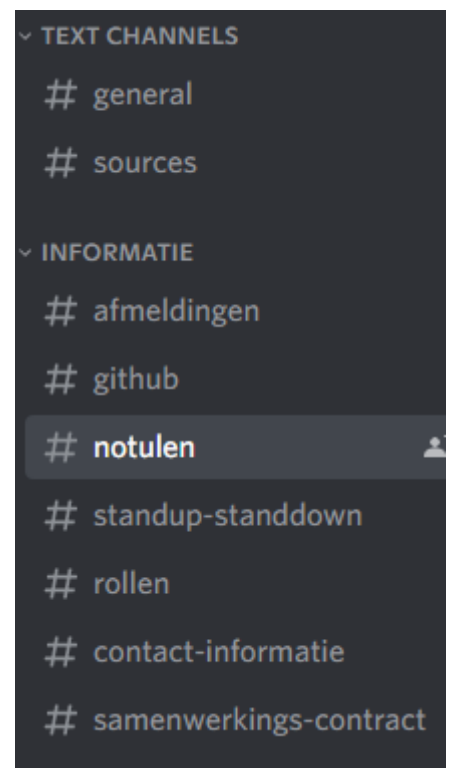 TEXT CHANNELS
# general
# sources
INFORMATIE
# afmeldingen
# github
# notulen
# standup-standdown
# rollen
# contact-informatie
# samenwerkings-contract